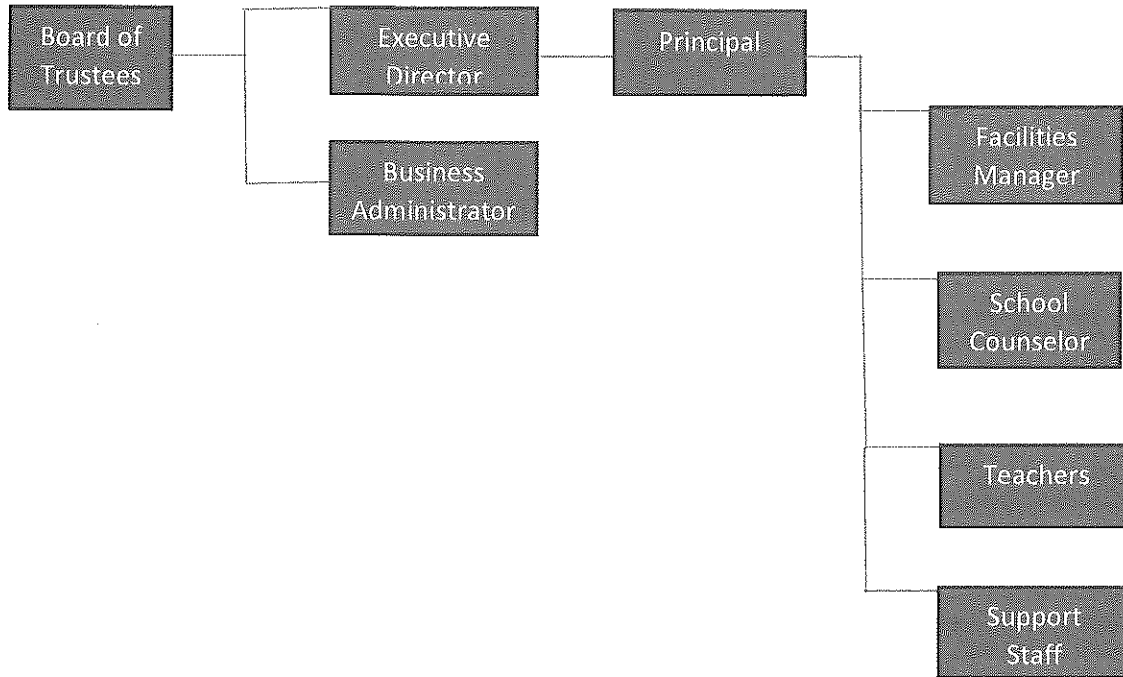 Board of
Trustees
Executive
Director
Principal
Business
Administrator
Facilities
Manager
School
Counselor
Teachers
Support
Staff